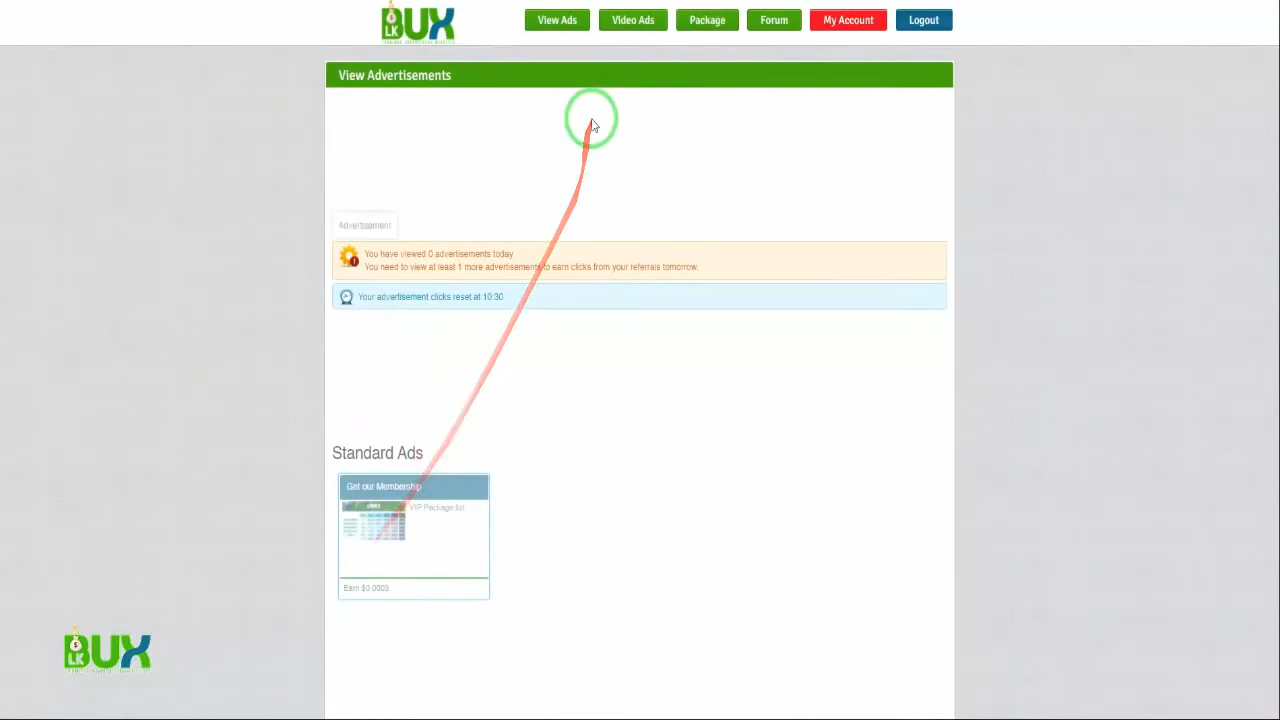 LK BUX
View Ads
Video Ads
Package
Forum
My Account
Logout
View Advertisements
Advertisement
You have viewed 0 advertisements today
You need to view at least 1 more advertisements to earn clicks from your referrals tomorrow.
Your advertisement clicks reset at 10:30
Standard Ads
Get our Membership
VIP Package list
Earn $0.0003
LK BUX